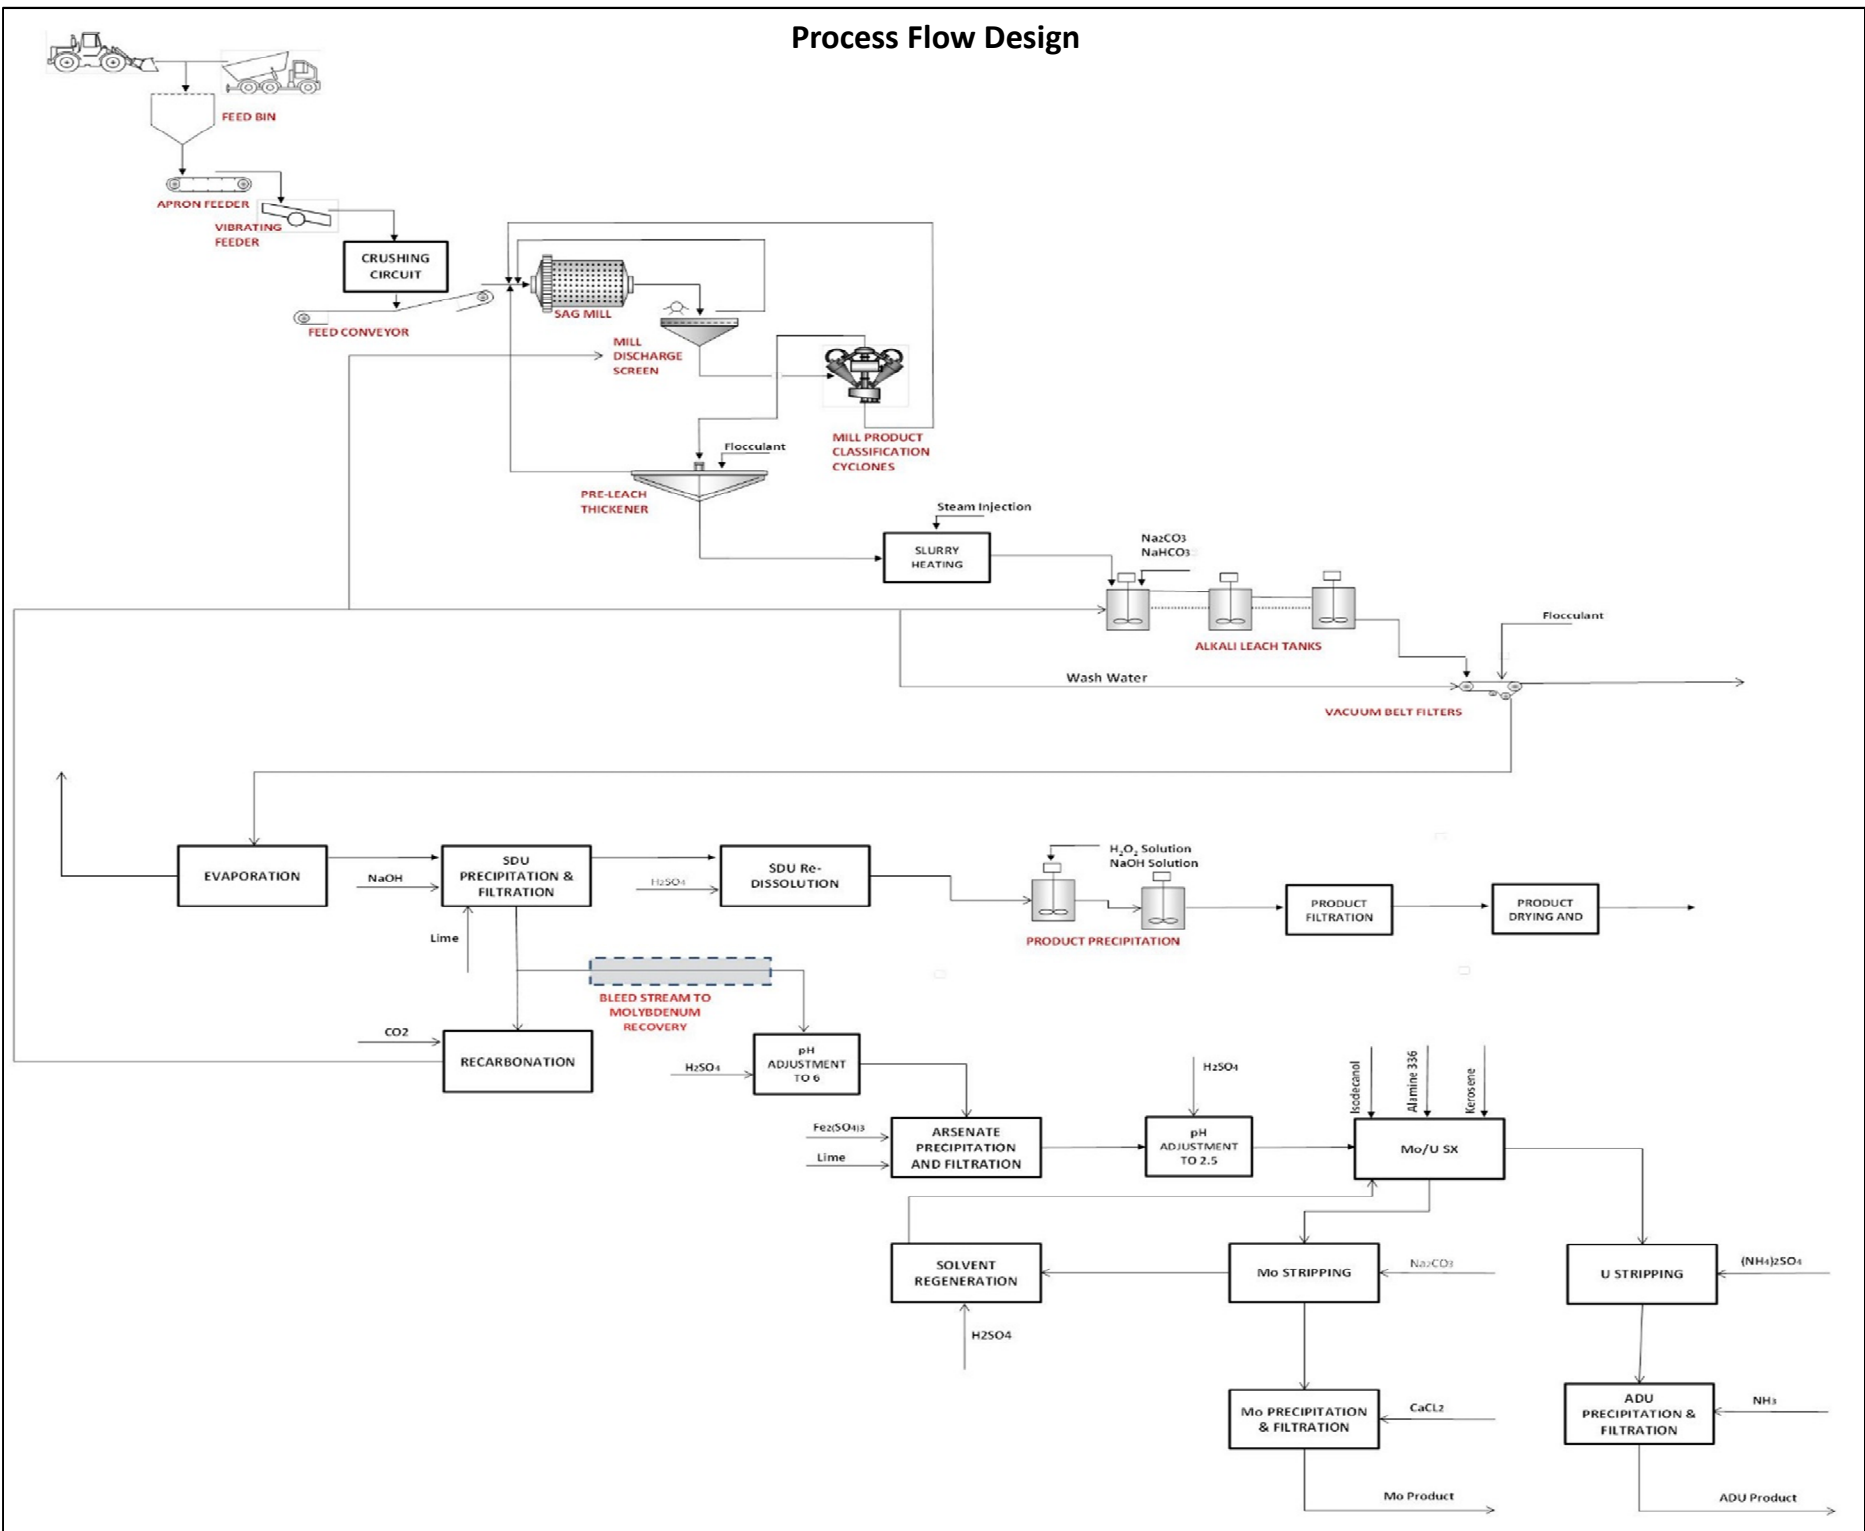 Process Flow Design
FEED BIN
APRON FEEDER
VIBRATING
FEEDER
CRUSHING
CIRCUIT
FEED CONVEYOR
SAG MILL
MILL
DISCHARGE
SCREEN
MILL PRODUCT
CLASSIFICATION
CYCLONES
Flocculant
PRE-LEACH
THICKENER
Steam Injection
SLURRY
HEATING
Na2CO3
NaHCO3
ALKALI LEACH TANKS
Flocculant
Wash Water
VACUUM BELT FILTERS
EVAPORATION
NaOH
SDU
PRECIPITATION &
FILTRATION
Lime
H2SO4
SDU Re-
DISSOLUTION
H2O2 Solution
NaOH Solution
PRODUCT PRECIPITATION
PRODUCT
FILTRATION
PRODUCT
DRYING AND
BLEED STREAM TO
MOLYBDENUM
RECOVERY
CO2
RECARBONATION
H2SO4
pH
ADJUSTMENT
TO 6
Fe2(SO4)3
Lime
ARSENATE
PRECIPITATION
AND FILTRATION
H2SO4
pH
ADJUSTMENT
TO 2.5
Isodecanol
Alamine 336
Kerosene
Mo/U SX
SOLVENT
REGENERATION
H2SO4
Mo STRIPPING
Na2CO3
U STRIPPING
(NH4)2SO4
Mo PRECIPITATION
& FILTRATION
CaCL2
ADU
PRECIPITATION &
FILTRATION
NH3
Mo Product
ADU Product